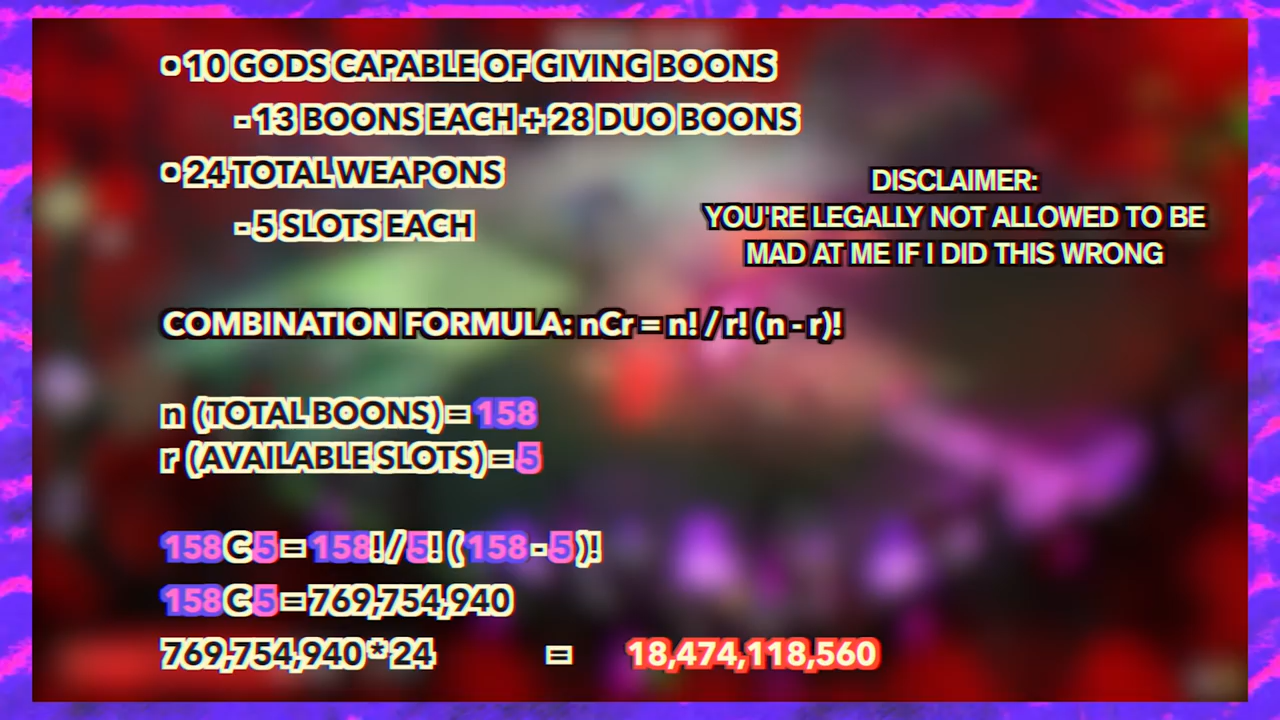 • 10 GODS CAPABLE OF GIVING BOONS
- 13 BOONS EACH + 28 DUO BOONS
• 24 TOTAL WEAPONS
- 5 SLOTS EACH
DISCLAIMER:
YOU'RE LEGALLY NOT ALLOWED TO BE
MAD AT ME IF I DID THIS WRONG
COMBINATION FORMULA: nCr = n! / r! (n - r)!
n (TOTAL BOONS) = 158
r (AVAILABLE SLOTS) = 5
158C5 = 158! / 5! (158 - 5)!
158C5 = 769,754,940
769,754,940 * 24 = 18,474,118,560